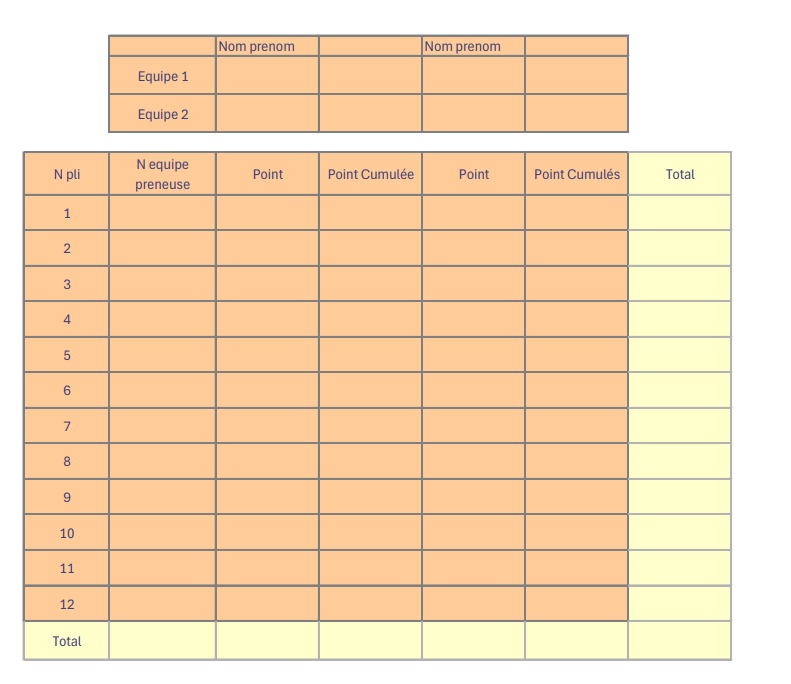 Nom prenom Nom prenom
Equipe 1
Equipe 2
N pli N equipe preneuse Point Point Cumulée Point Point Cumulés Total
1
2
3
4
5
6
7
8
9
10
11
12
Total